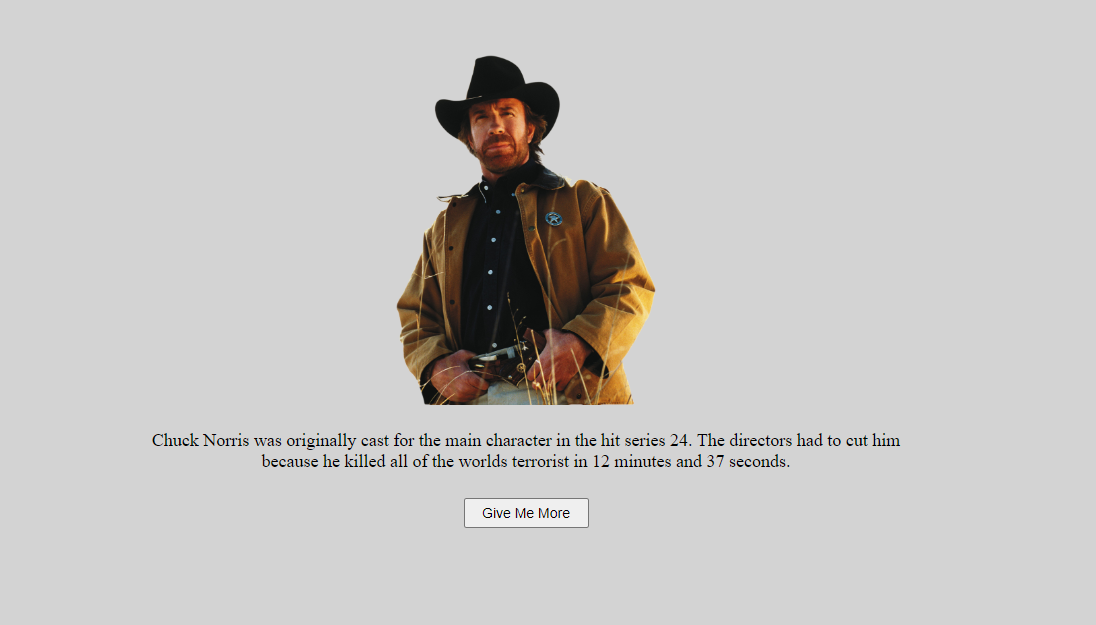 Chuck Norris was originally cast for the main character in the hit series 24. The directors had to cut him
because he killed all of the worlds terrorist in 12 minutes and 37 seconds.
Give Me More